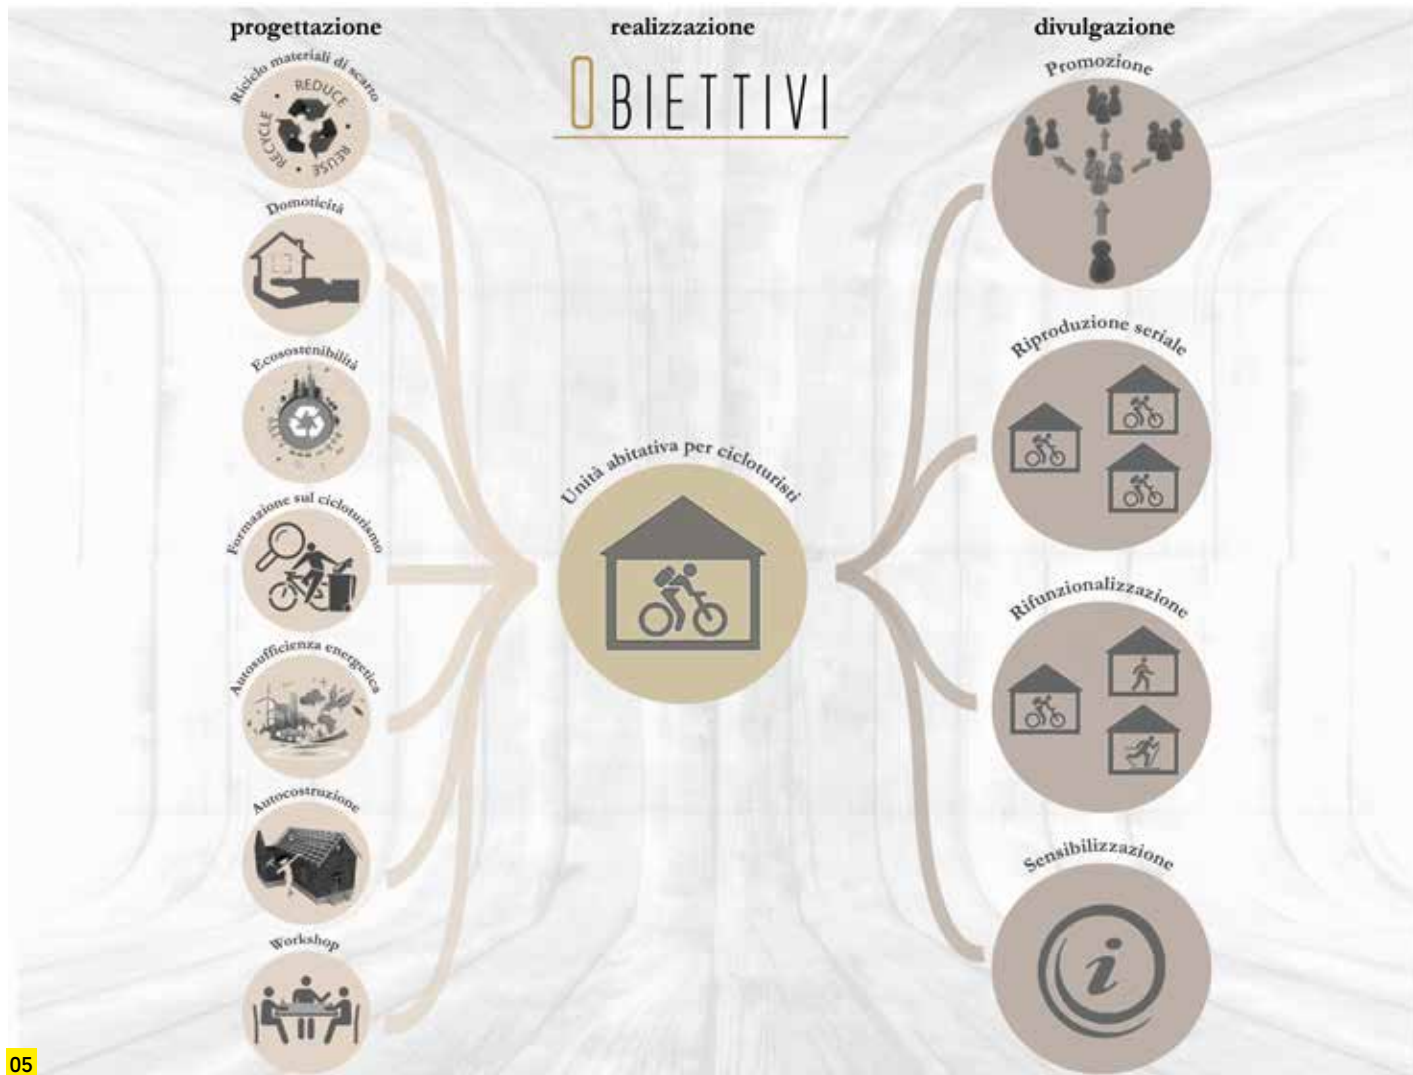 progettazione
realizzazione
divulgazione
OBIETTIVI
Riciclo materiali di scarto
REDUCE
REUSE
RECYCLE
Domoticità
Ecosostenibilità
Formazione sul cicloturismo
Autosufficienza energetica
Autocostruzione
Workshop
Unità abitativa per cicloturisti
Promozione
Riproduzione seriale
Rifunzionalizzazione
Sensibilizzazione
i
05